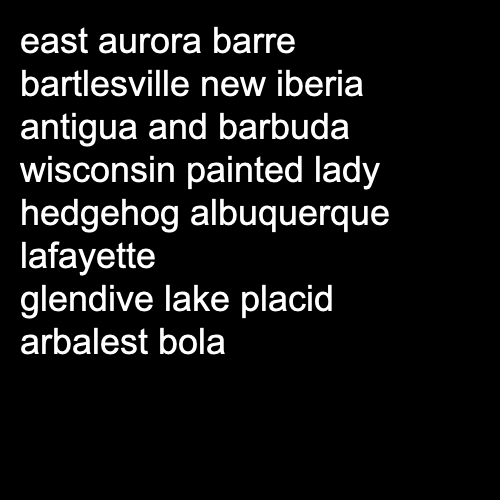 east aurora barre
bartlesville new iberia
antigua and barbuda
wisconsin painted lady
hedgehog albuquerque
lafayette
glendive lake placid
arbalest bola